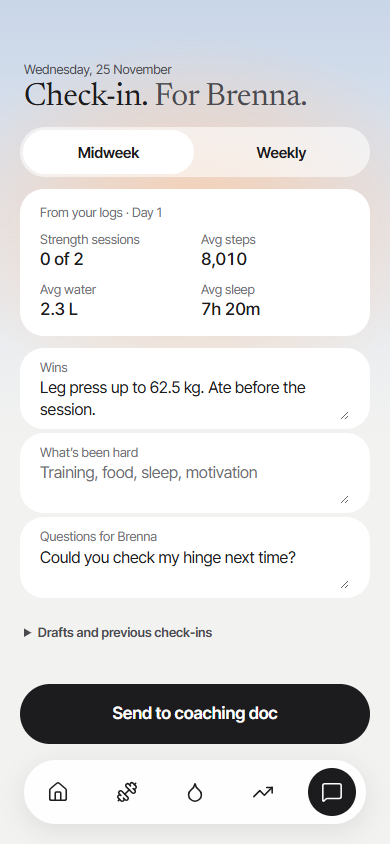 Wednesday, 25 November
Check-in. For Brenna.
Midweek
Weekly
From your logs · Day 1
Strength sessions
Avg steps
0 of 2
8,010
Avg water
Avg sleep
2.3 L
7h 20m
Wins
Leg press up to 62.5 kg. Ate before the
session.
What's been hard
Training, food, sleep, motivation
Questions for Brenna
Could you check my hinge next time?
Drafts and previous check-ins
Send to coaching doc